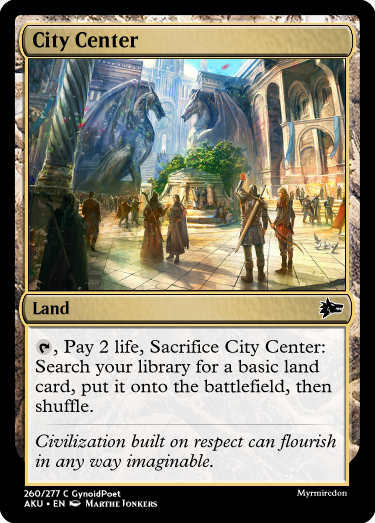 City Center
Land
, Pay 2 life, Sacrifice City Center:
Search your library for a basic land
card, put it onto the battlefield, then
shuffle.
Civilization built on respect can flourish
in any way imaginable.
260/277 C GynoidPoet
Myrmiredon
AKU • EN Marthe Jonkers